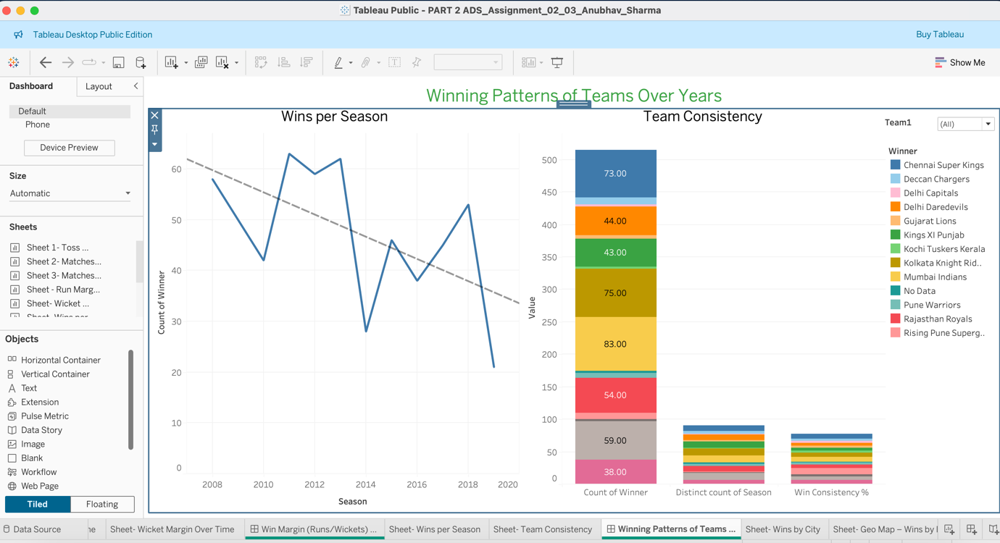 Tableau Public - PART 2 ADS_Assignment_02_03_Anubhav_Sharma
Tableau Desktop Public Edition
Buy Tableau
Show Me
Dashboard
Layout
Default
Phone
Device Preview
Size
Automatic
Sheets
Sheet 1- Toss ...
Sheet 2- Matches...
Sheet 3- Matches...
Sheet - Run Marg...
Sheet- Wicket ...
Sheet- Wins per
Objects
Horizontal Container
Vertical Container
Text
Extension
Pulse Metric
Data Story
Image
Blank
Workflow
Web Page
Tiled
Floating
Winning Patterns of Teams Over Years
Wins per Season
Count of Winner
60
50
40
30
20
10
0
2008
2010
2012
2014
2016
2018
2020
Season
Team Consistency
Value
500
450
400
350
300
250
200
150
100
50
0
73.00
44.00
43.00
75.00
83.00
54.00
59.00
38.00
Count of Winner
Distinct count of Season
Win Consistency %
Team1
(All)
Winner
Chennai Super Kings
Deccan Chargers
Delhi Capitals
Delhi Daredevils
Gujarat Lions
Kings XI Punjab
Kochi Tuskers Kerala
Kolkata Knight Rid..
Mumbai Indians
No Data
Pune Warriors
Rajasthan Royals
Rising Pune Superg..
Data Source
ne
Sheet- Wicket Margin Over Time
Win Margin (Runs/Wickets) ...
Sheet- Wins per Season
Sheet- Team Consistency
Winning Patterns of Teams ...
Sheet- Wins by City
Sheet- Geo Map – Wins by